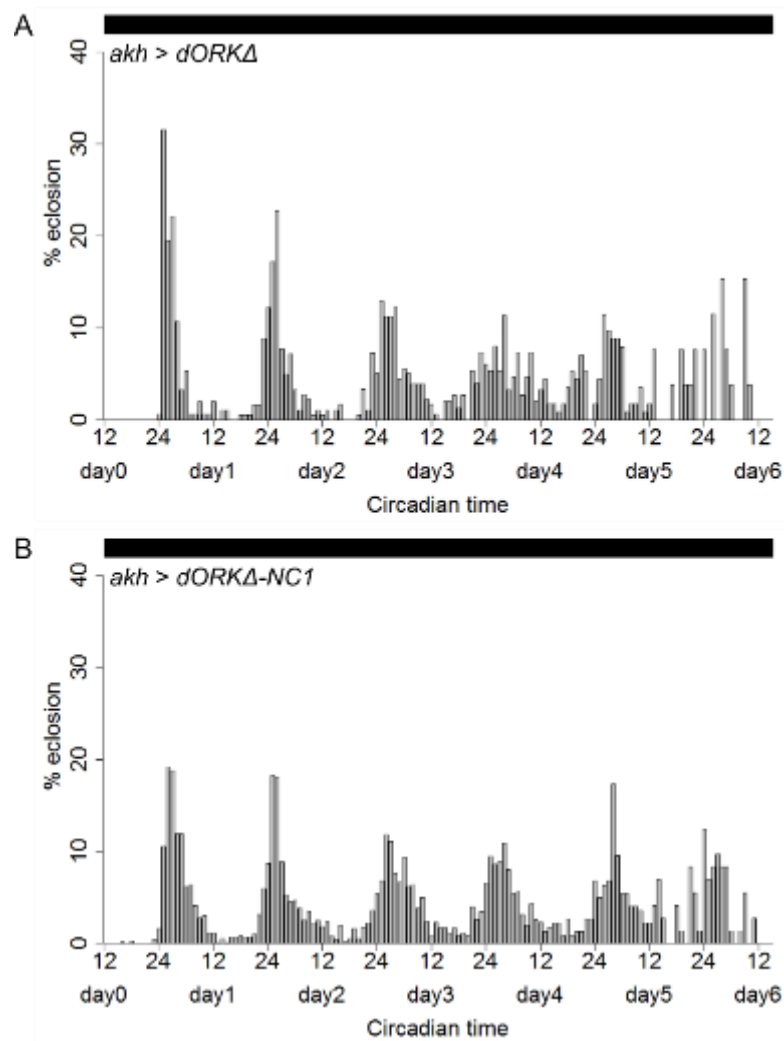 A
akh > dORKΔ
40
30
20
10
0
% eclosion
12 24 12 24 12 24 12 24 12 24 12 24 12
day0 day1 day2 day3 day4 day5 day6
Circadian time
B
akh > dORKΔ-NC1
40
30
20
10
0
% eclosion
12 24 12 24 12 24 12 24 12 24 12 24 12
day0 day1 day2 day3 day4 day5 day6
Circadian time